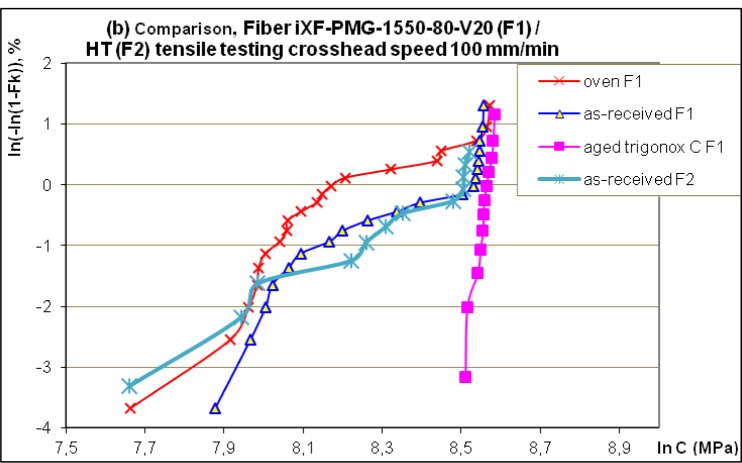 (b) Comparison, Fiber iXF-PMG-1550-80-V20 (F1) /
HT (F2) tensile testing crosshead speed 100 mm/min
ln(-ln(1-Fk)), %
2
1
0
-1
-2
-3
-4
7,5 7,7 7,9 8,1 8,3 8,5 8,7 8,9
ln C (MPa)
oven F1
as-received F1
aged trigonox C F1
as-received F2